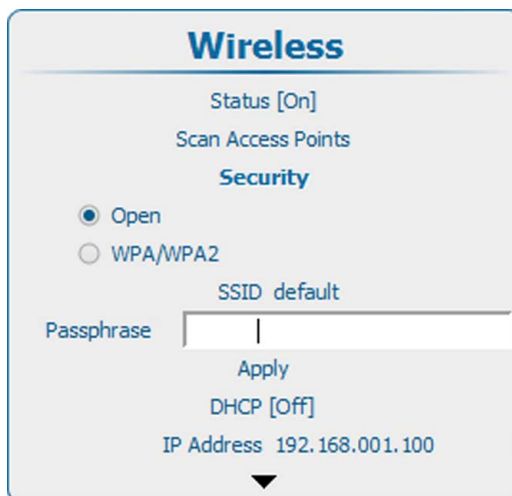 Wireless
Status [On]
Scan Access Points
Security
Open
WPA/WPA2
SSID default
Passphrase
Apply
DHCP [Off]
IP Address 192.168.001.100